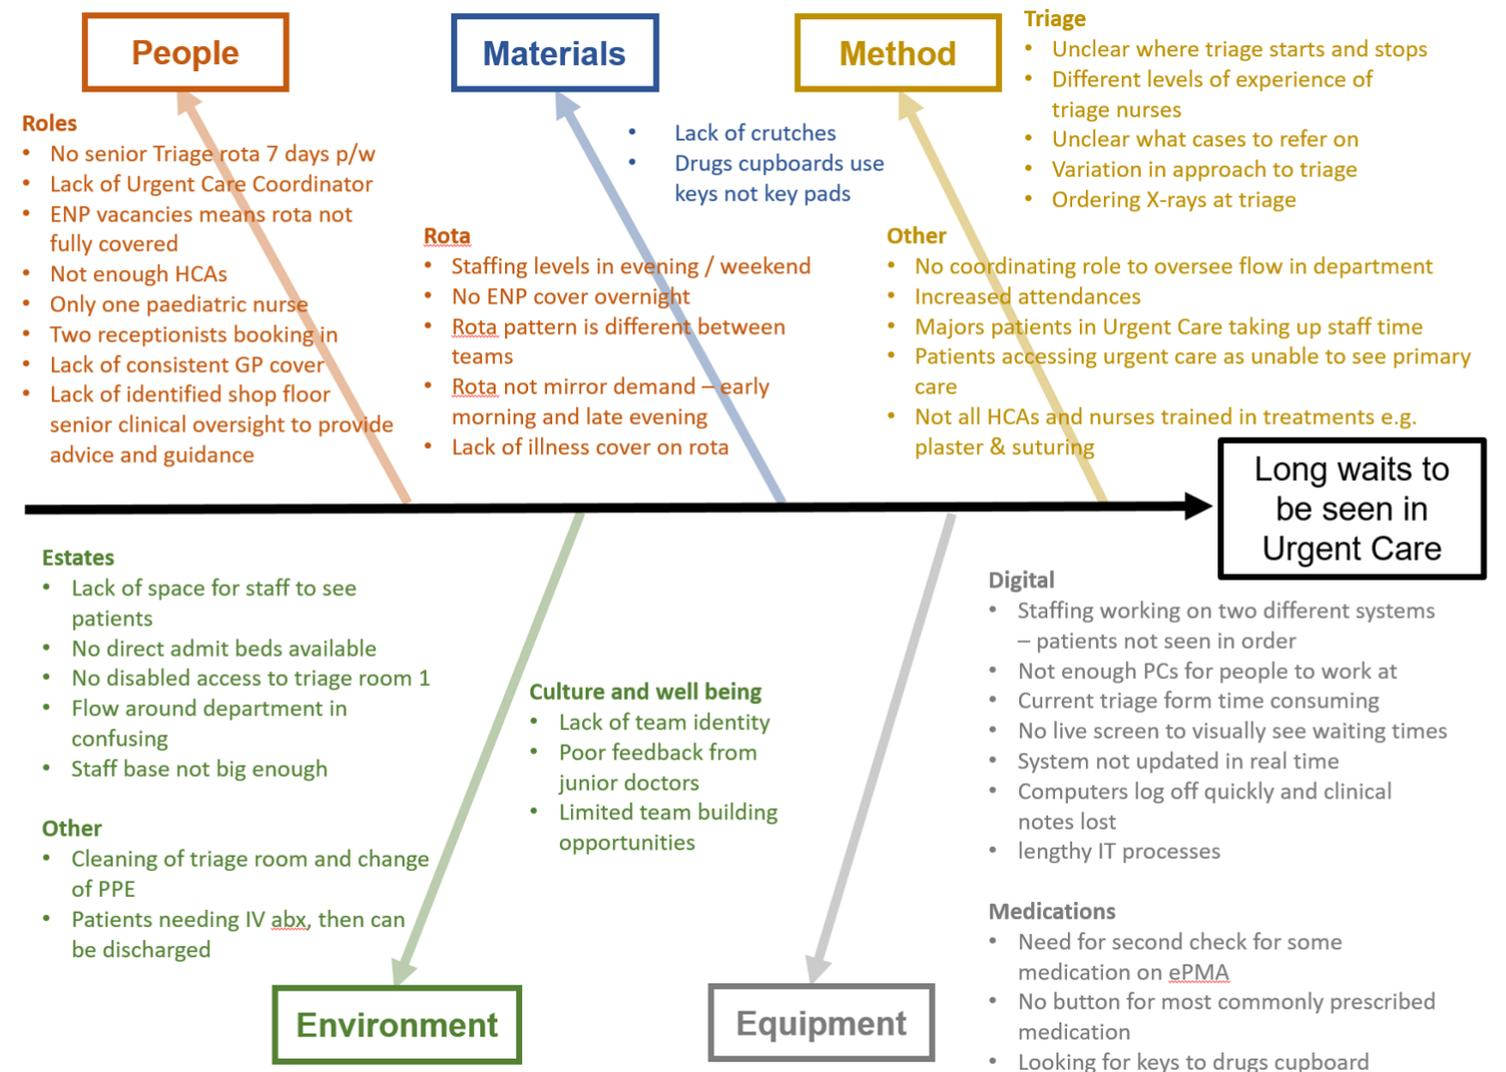 People
Materials
Method
Roles
No senior Triage rota 7 days p/w
Lack of Urgent Care Coordinator
ENP vacancies means rota not
fully covered
Not enough HCAs
Only one paediatric nurse
Two receptionists booking in
Lack of consistent GP cover
Lack of identified shop floor
senior clinical oversight to provide
advice and guidance
Rota
Staffing levels in evening / weekend
No ENP cover overnight
Rota pattern is different between
teams
Rota not mirror demand – early
morning and late evening
Lack of illness cover on rota
Lack of crutches
Drugs cupboards use
keys not key pads
Triage
Unclear where triage starts and stops
Different levels of experience of
triage nurses
Unclear what cases to refer on
Variation in approach to triage
Ordering X-rays at triage
Other
No coordinating role to oversee flow in department
Increased attendances
Majors patients in Urgent Care taking up staff time
Patients accessing urgent care as unable to see primary
care
Not all HCAs and nurses trained in treatments e.g.
plaster & suturing
Long waits to
be seen in
Urgent Care
Estates
Lack of space for staff to see
patients
No direct admit beds available
No disabled access to triage room 1
Flow around department in
confusing
Staff base not big enough
Other
Cleaning of triage room and change
of PPE
Patients needing IV abx, then can
be discharged
Culture and well being
Lack of team identity
Poor feedback from
junior doctors
Limited team building
opportunities
Digital
Staffing working on two different systems
– patients not seen in order
Not enough PCs for people to work at
Current triage form time consuming
No live screen to visually see waiting times
System not updated in real time
Computers log off quickly and clinical
notes lost
lengthy IT processes
Medications
Need for second check for some
medication on ePMA
No button for most commonly prescribed
medication
Looking for keys to drugs cupboard
Environment
Equipment